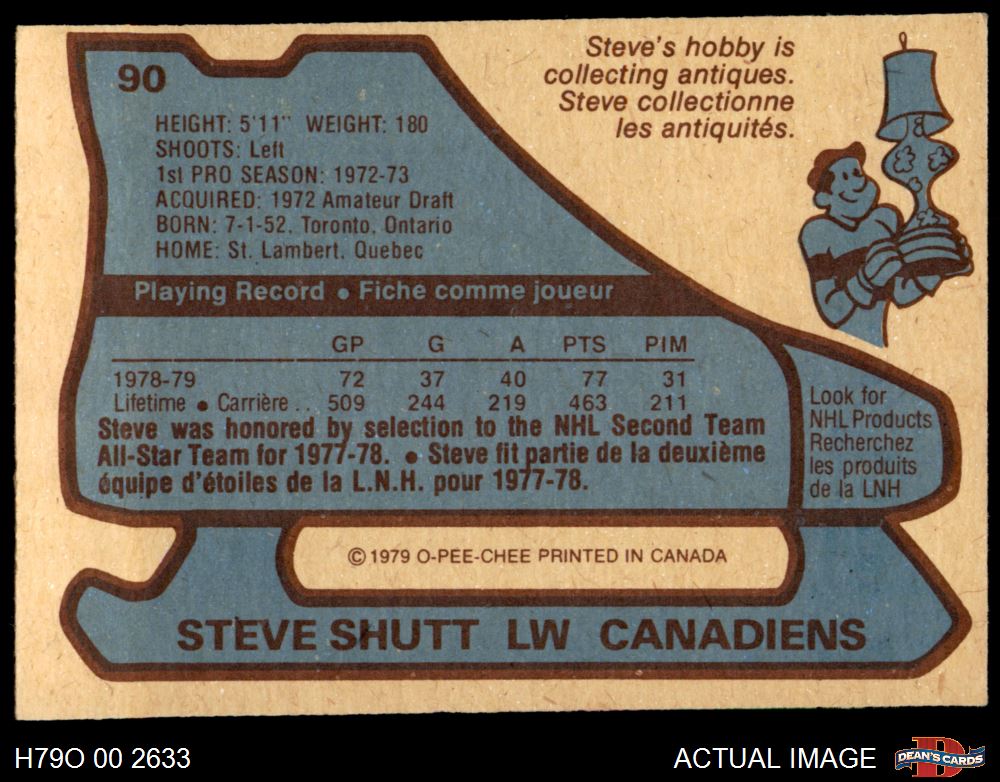 90
Steve's hobby is
collecting antiques.
Steve collectionne
les antiquités.
HEIGHT: 5'11" WEIGHT: 180
SHOOTS: Left
1st PRO SEASON: 1972-73
ACQUIRED: 1972 Amateur Draft
BORN: 7-1-52, Toronto, Ontario
HOME: St. Lambert, Quebec
Playing Record • Fiche comme joueur
GP G A PTS PIM
1978-79 72 37 40 77 31
Lifetime • Carrière . . 509 244 219 463 211
Steve was honored by selection to the NHL Second Team
All-Star Team for 1977-78. • Steve fit partie de la deuxième
équipe d'étoiles de la L.N.H. pour 1977-78.
Look for
NHL Products
Recherchez
les produits
de la LNH
© 1979 O-PEE-CHEE PRINTED IN CANADA
STEVE SHUTT LW CANADIENS
H79O 00 2633
ACTUAL IMAGE
D
DEAN'S CARDS